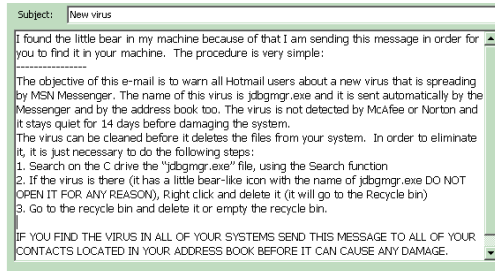 Subject: New virus
I found the little bear in my machine because of that I am sending this message in order for
you to find it in your machine. The procedure is very simple:
----------------
The objective of this e-mail is to warn all Hotmail users about a new virus that is spreading
by MSN Messenger. The name of this virus is jdbgmgr.exe and it is sent automatically by the
Messenger and by the address book too. The virus is not detected by McAfee or Norton and
it stays quiet for 14 days before damaging the system.
The virus can be cleaned before it deletes the files from your system. In order to eliminate
it, it is just necessary to do the following steps:
1. Search on the C drive the "jdbgmgr.exe" file, using the Search function
2. If the virus is there (it has a little bear-like icon with the name of jdbgmgr.exe DO NOT
OPEN IT FOR ANY REASON), Right click and delete it (it will go to the Recycle bin)
3. Go to the recycle bin and delete it or empty the recycle bin.
IF YOU FIND THE VIRUS IN ALL OF YOUR SYSTEMS SEND THIS MESSAGE TO ALL OF YOUR
CONTACTS LOCATED IN YOUR ADDRESS BOOK BEFORE IT CAN CAUSE ANY DAMAGE.